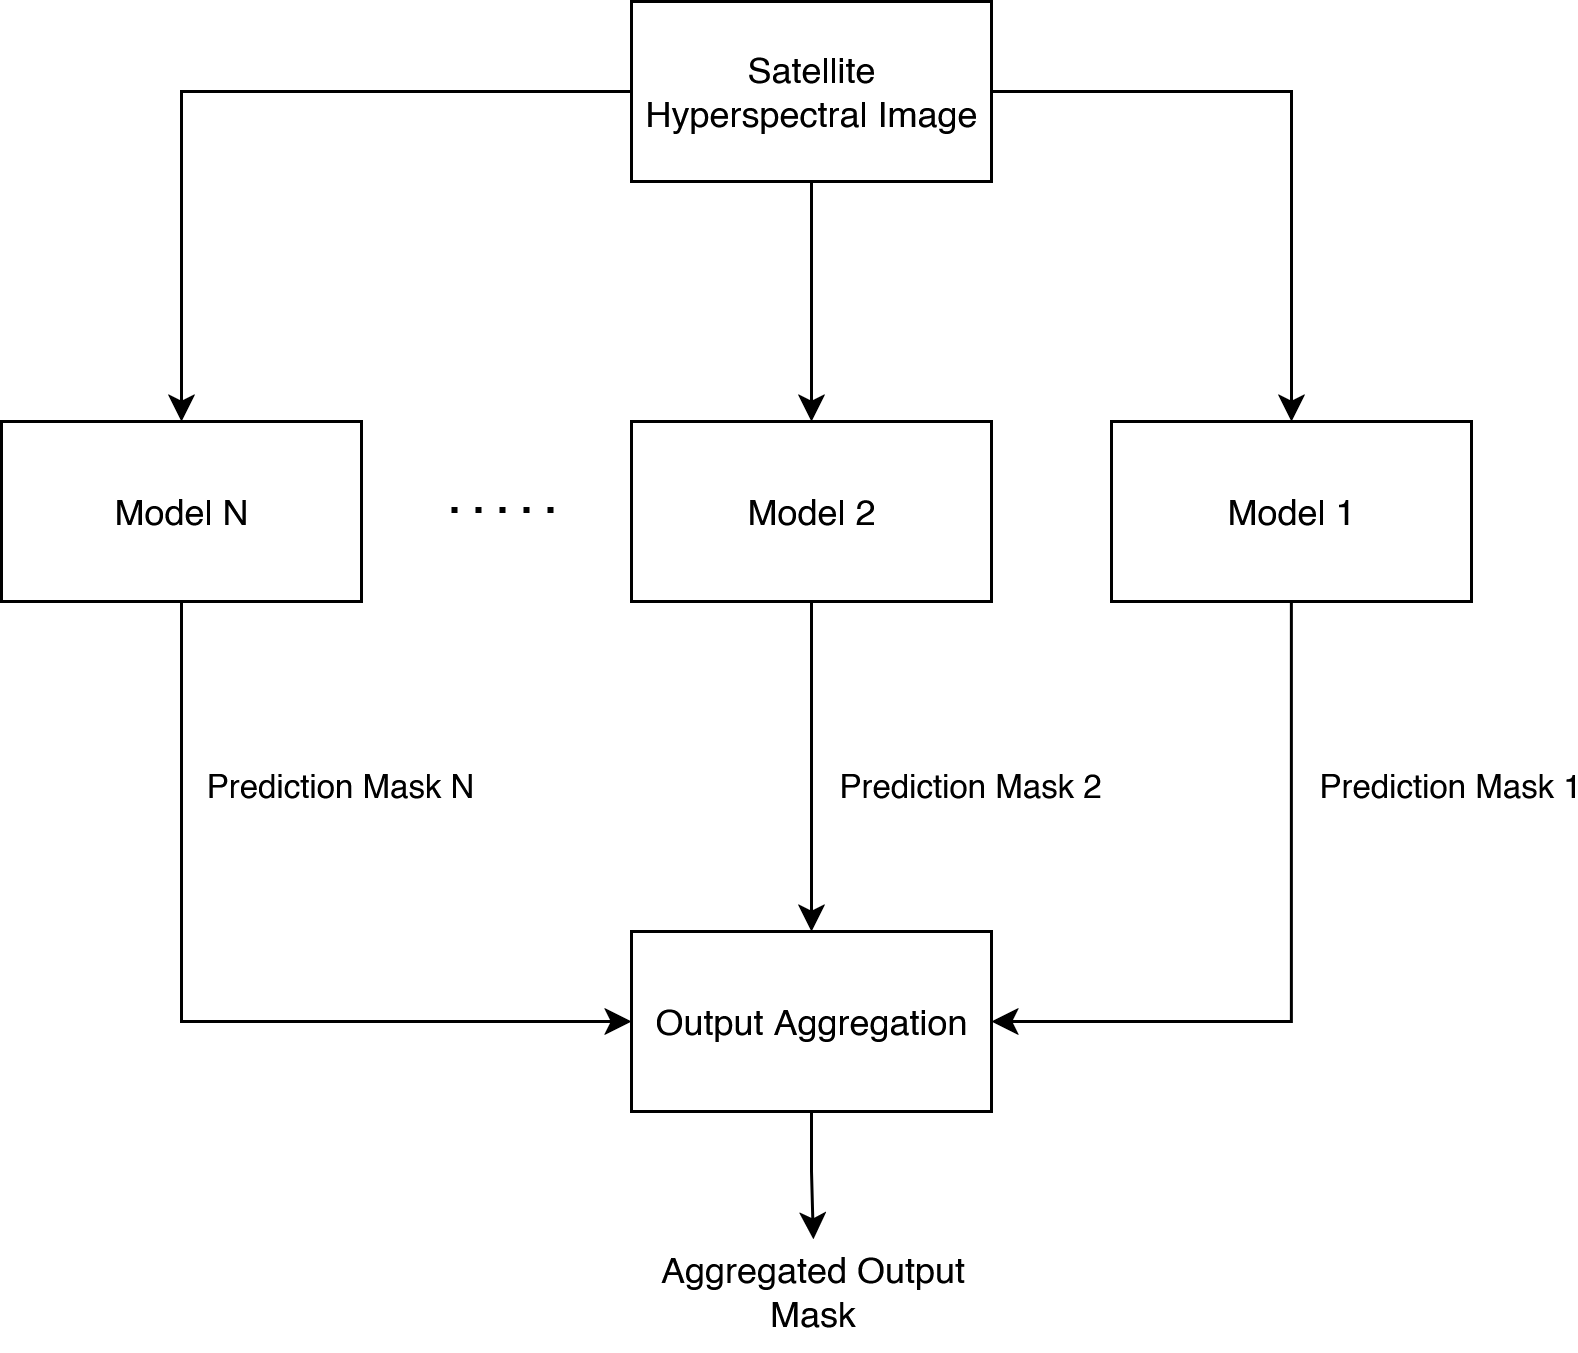 Satellite
Hyperspectral Image
Model N
. . . . .
Model 2
Model 1
Prediction Mask N
Prediction Mask 2
Prediction Mask 1
Output Aggregation
Aggregated Output
Mask